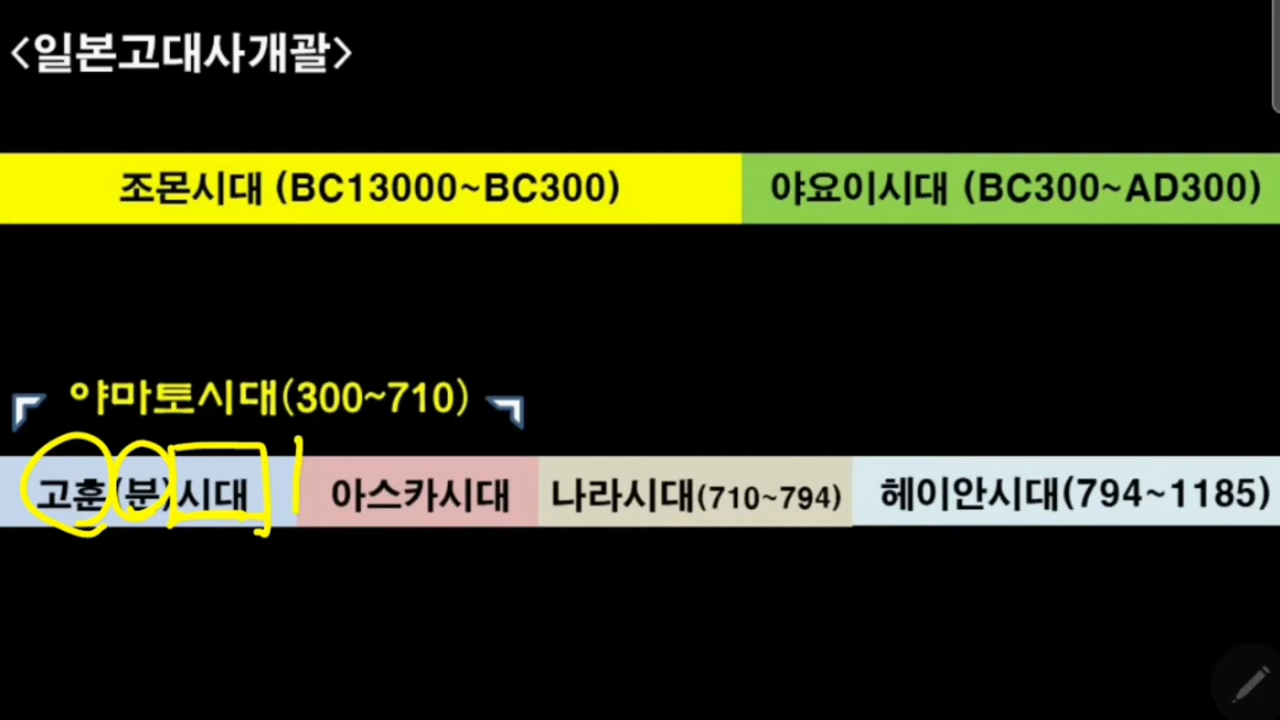 <일본고대사개괄>
조몬시대 (BC13000~BC300)
야요이시대 (BC300~AD300)
야마토시대(300~710)
고훈(분)시대
아스카시대
나라시대(710~794)
헤이안시대(794~1185)